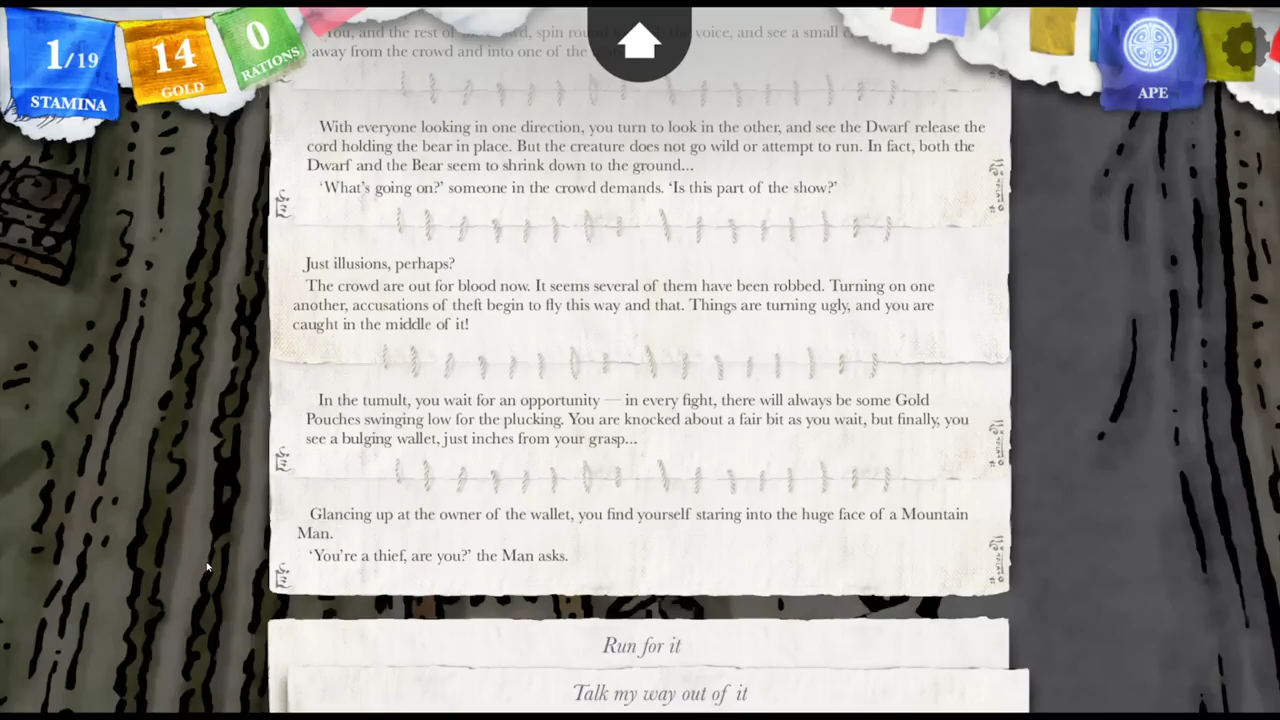 1/19
STAMINA
14
GOLD
0
RATIONS
APE
You, and the rest of
voice, and see a small
away from the crowd and into one of the
With everyone looking in one direction, you turn to look in the other, and see the Dwarf release the
cord holding the bear in place. But the creature does not go wild or attempt to run. In fact, both the
Dwarf and the Bear seem to shrink down to the ground...
‘What’s going on?’ someone in the crowd demands. ‘Is this part of the show?’
Just illusions, perhaps?
The crowd are out for blood now. It seems several of them have been robbed. Turning on one
another, accusations of theft begin to fly this way and that. Things are turning ugly, and you are
caught in the middle of it!
In the tumult, you wait for an opportunity — in every fight, there will always be some Gold
Pouches swinging low for the plucking. You are knocked about a fair bit as you wait, but finally, you
see a bulging wallet, just inches from your grasp...
Glancing up at the owner of the wallet, you find yourself staring into the huge face of a Mountain
Man.
‘You’re a thief, are you?’ the Man asks.
Run for it
Talk my way out of it